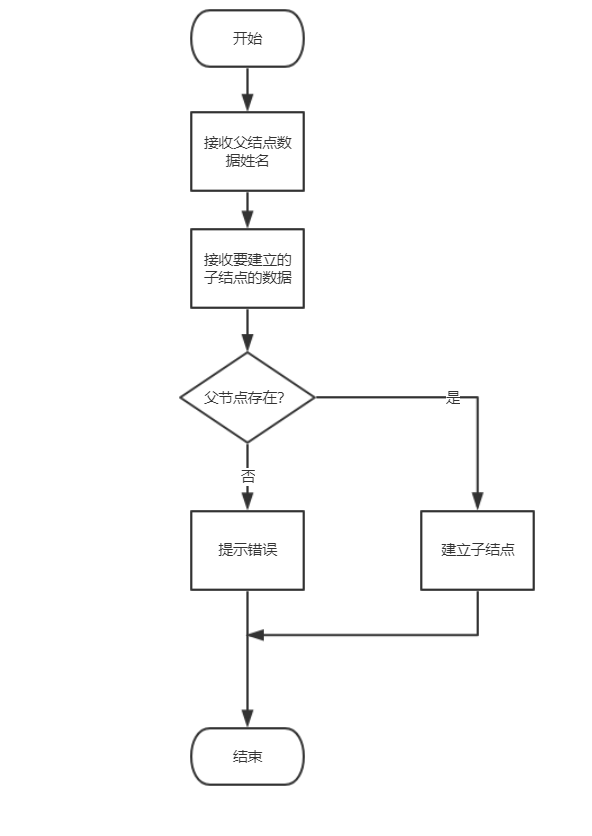 开始
接收父结点数
据姓名
接收要建立的
子结点的数据
父节点存在？
是
否
提示错误
建立子结点
结束